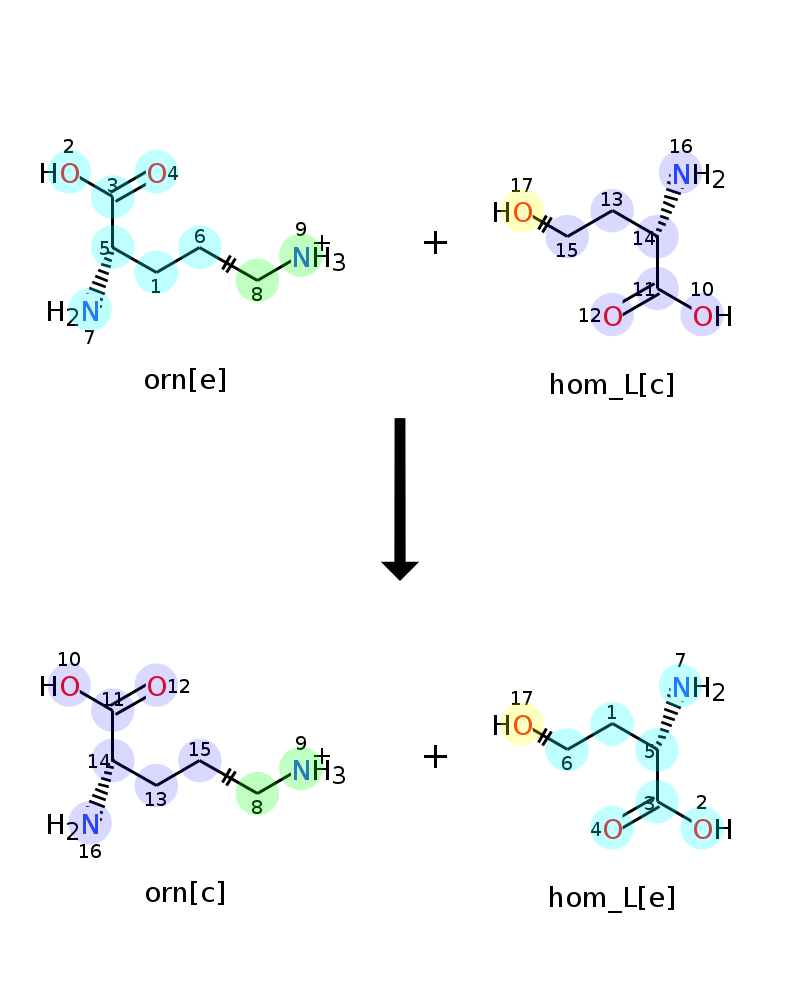 2 HO 3 O 4 5 6 9 + NH3 1 8 H2N 7
+
17 HO 15 13 14 16 NH2 11 12 O 10 OH
orn[e]
hom_L[c]
10 HO 11 O 12 14 15 9 + NH3 13 8 H2N 16
+
17 HO 6 1 5 7 NH2 3 4 O 2 OH
orn[c]
hom_L[e]